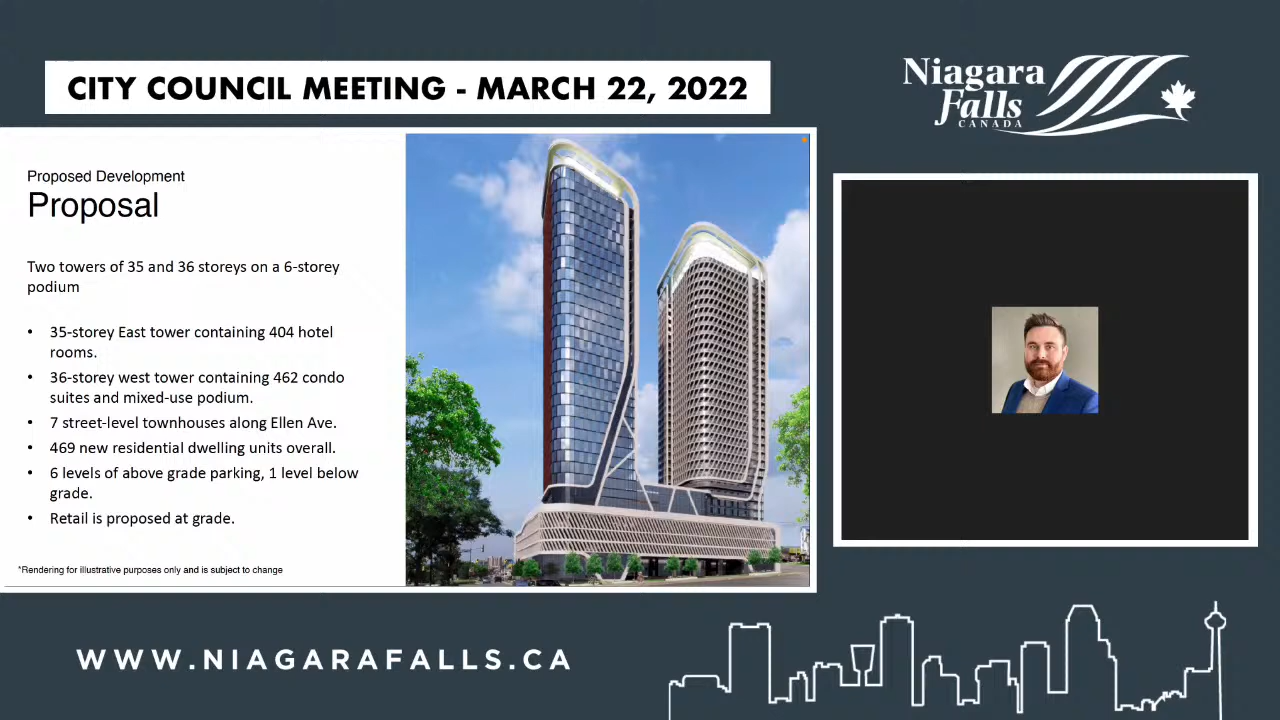 CITY COUNCIL MEETING - MARCH 22, 2022
Niagara
Falls
CANADA
Proposed Development
Proposal
Two towers of 35 and 36 storeys on a 6-storey
podium
• 35-storey East tower containing 404 hotel
rooms.
• 36-storey west tower containing 462 condo
suites and mixed-use podium.
• 7 street-level townhouses along Ellen Ave.
• 469 new residential dwelling units overall.
• 6 levels of above grade parking, 1 level below
grade.
• Retail is proposed at grade.
*Rendering for illustrative purposes only and is subject to change
WWW.NIAGARAFALLS.CA